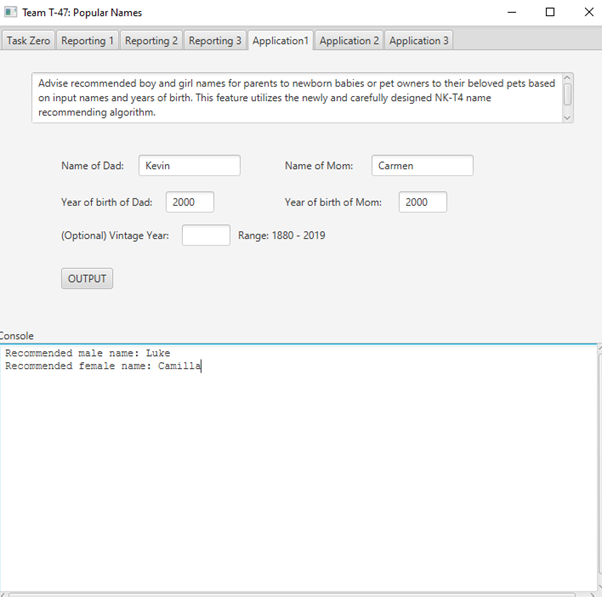 Team T-47: Popular Names
Task Zero Reporting 1 Reporting 2 Reporting 3 Application1 Application 2 Application 3
Advise recommended boy and girl names for parents to newborn babies or pet owners to their beloved pets based
on input names and years of birth. This feature utilizes the newly and carefully designed NK-T4 name
recommending algorithm.
Name of Dad: Kevin Name of Mom: Carmen
Year of birth of Dad: 2000 Year of birth of Mom: 2000
(Optional) Vintage Year: Range: 1880 - 2019
OUTPUT
Console
Recommended male name: Luke
Recommended female name: Camilla